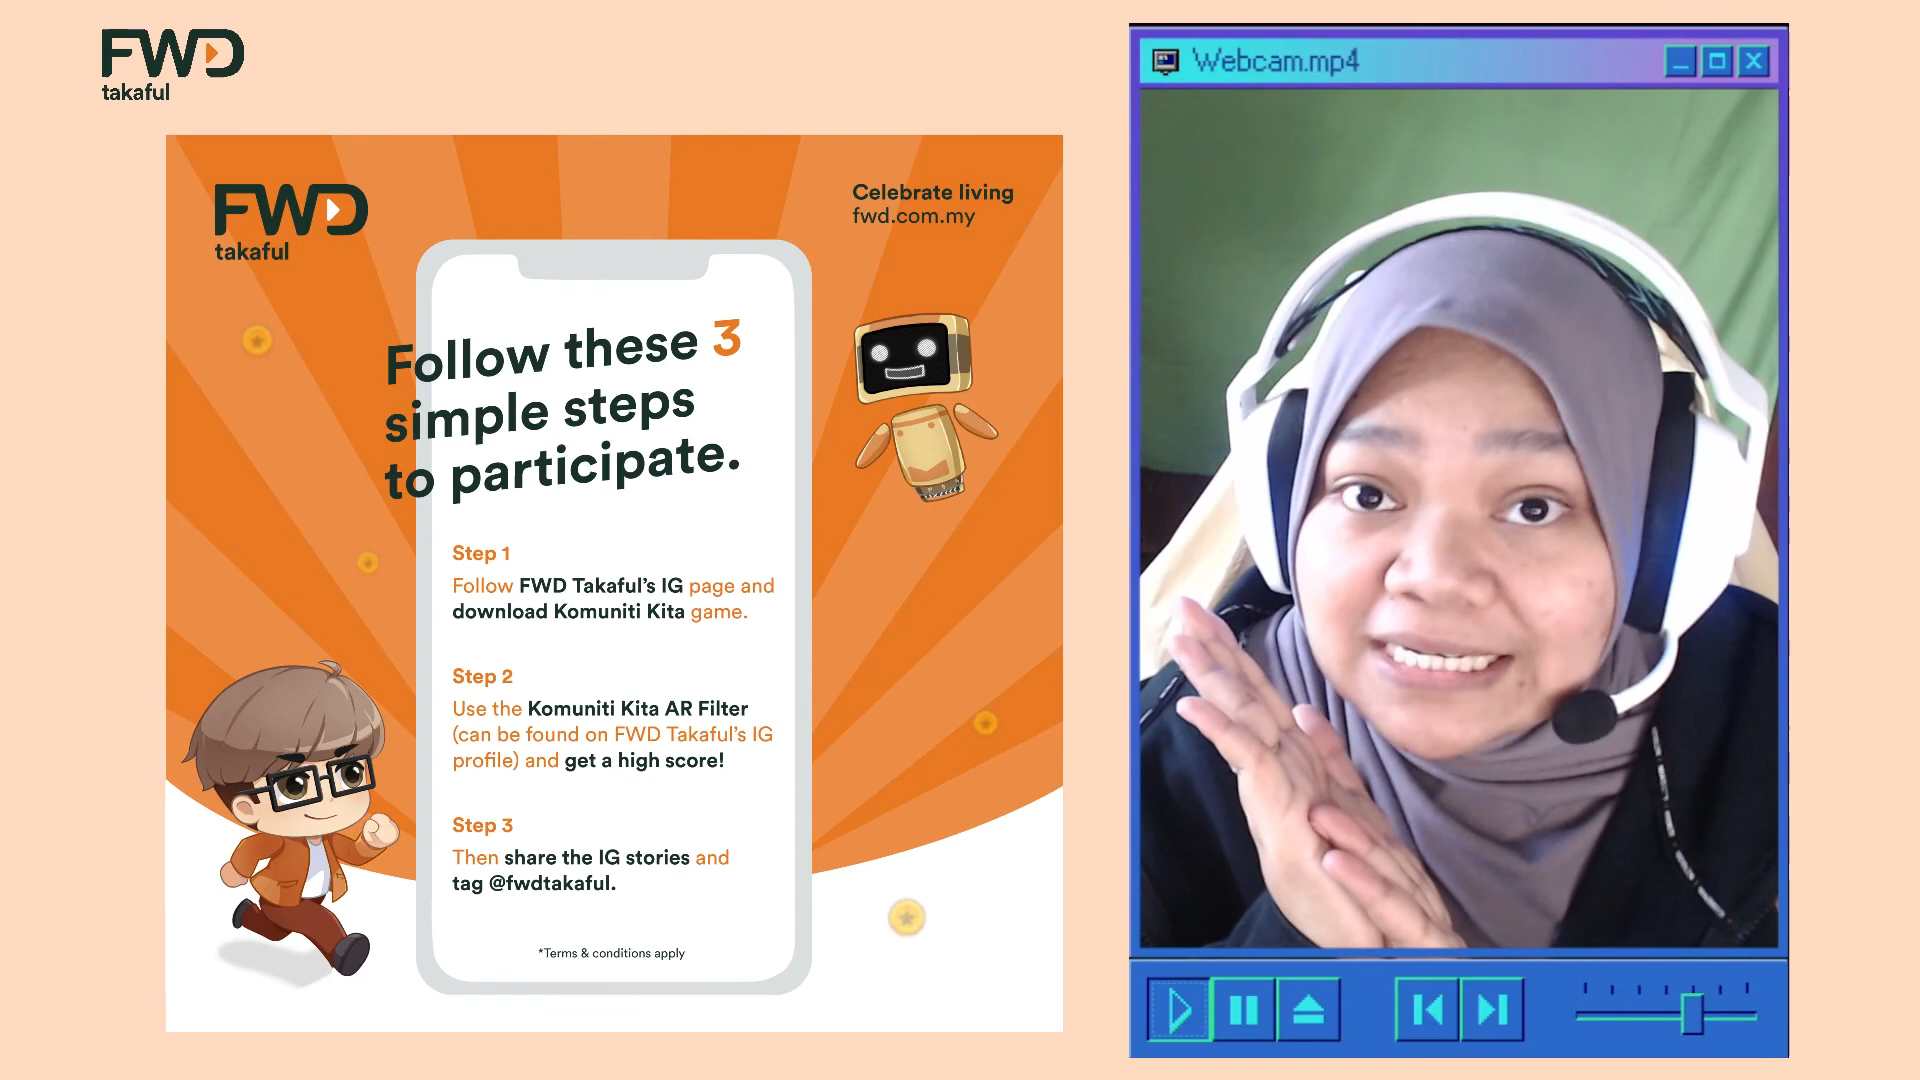 FWD
takaful
FWD
takaful
Celebrate living
fwd.com.my
Follow these 3
simple steps
to participate.
Step 1
Follow FWD Takaful's IG page and
download Komuniti Kita game.
Step 2
Use the Komuniti Kita AR Filter
(can be found on FWD Takaful's IG
profile) and get a high score!
Step 3
Then share the IG stories and
tag @fwdtakaful.
*Terms & conditions apply
Webcam.mp4